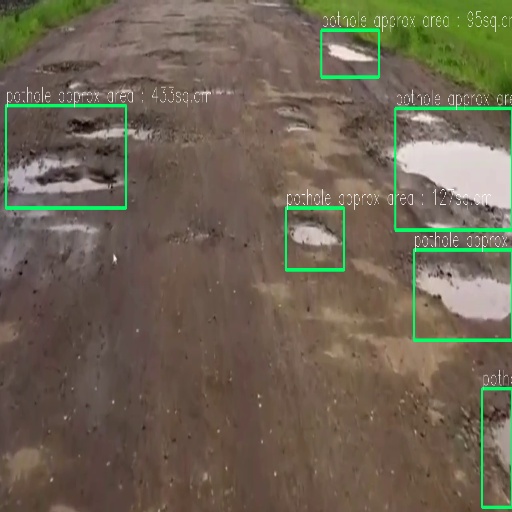 pothole approx area : 95sq.cm
pothole approx area : 433sq.cm
pothole approx area
pothole approx area : 127sq.cm
pothole approx
pothole